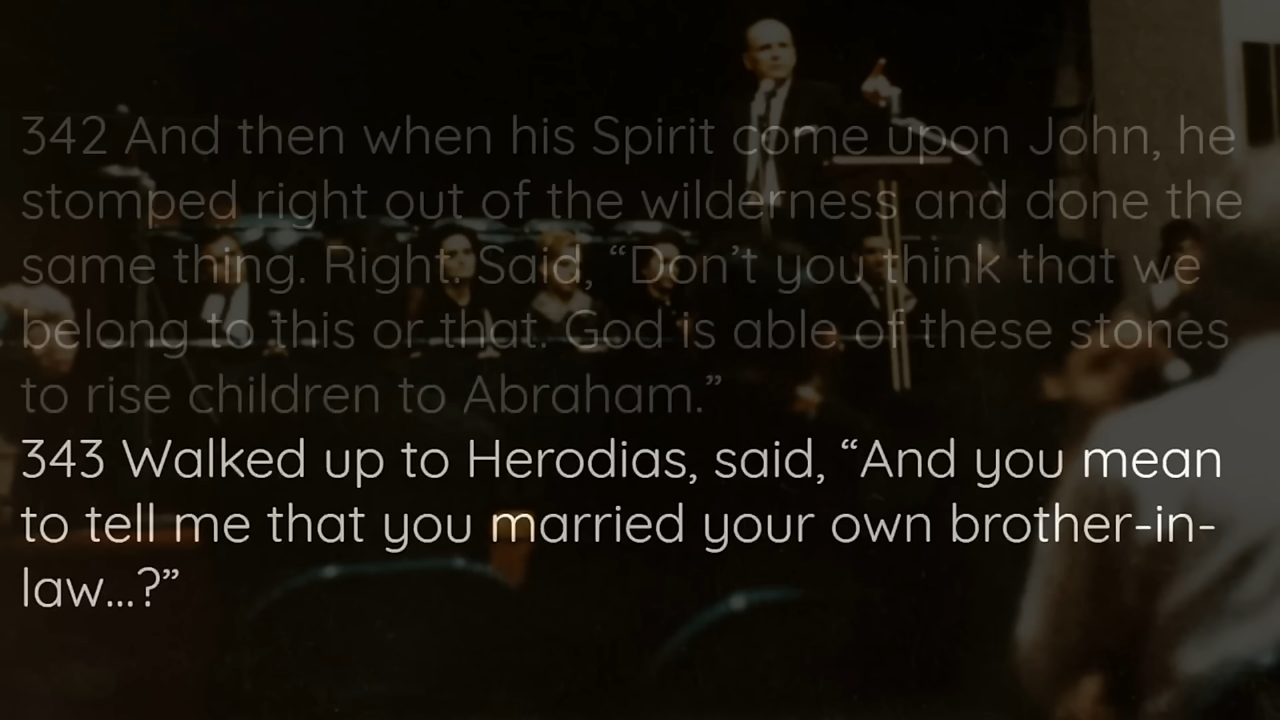 342 And then when his Spirit come upon John, he
stomped right out of the wilderness and done the
same thing. Right. Said, “Don’t you think that we
belong to this or that. God is able of these stones
to rise children to Abraham.”
343 Walked up to Herodias, said, “And you mean
to tell me that you married your own brother-in-
law...?”